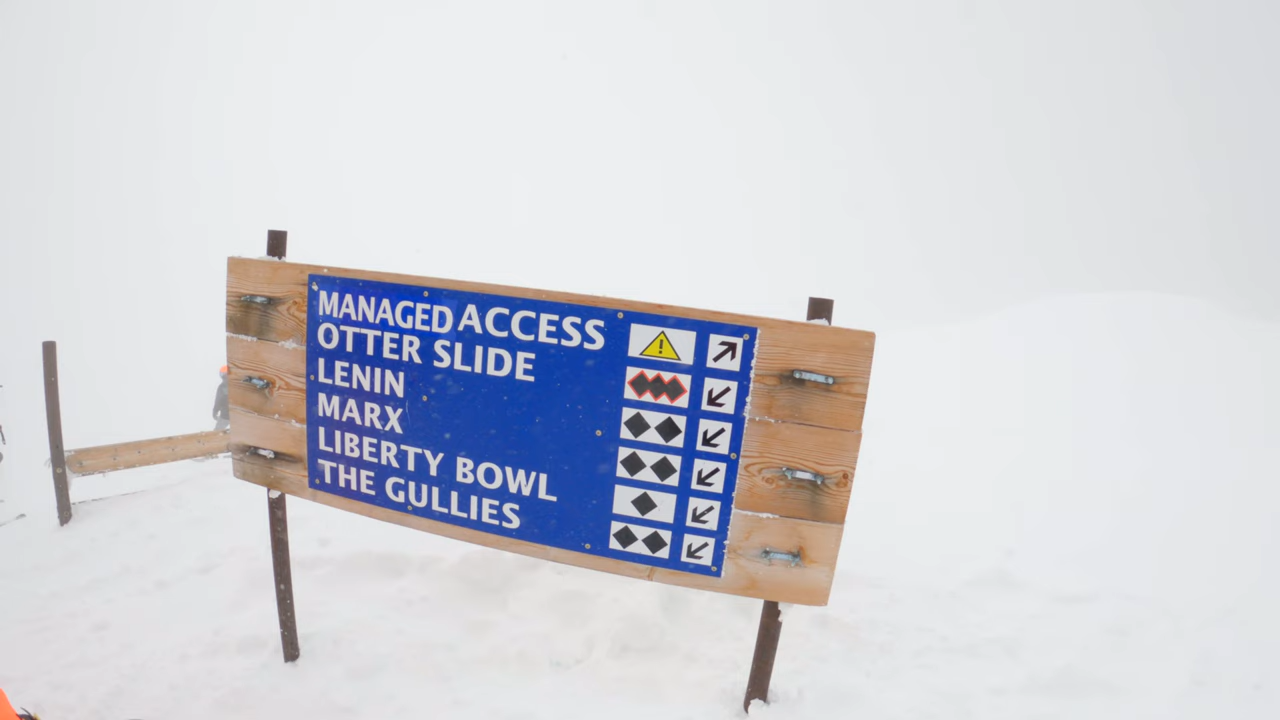 MANAGED ACCESS
OTTER SLIDE
LENIN
MARX
LIBERTY BOWL
THE GULLIES